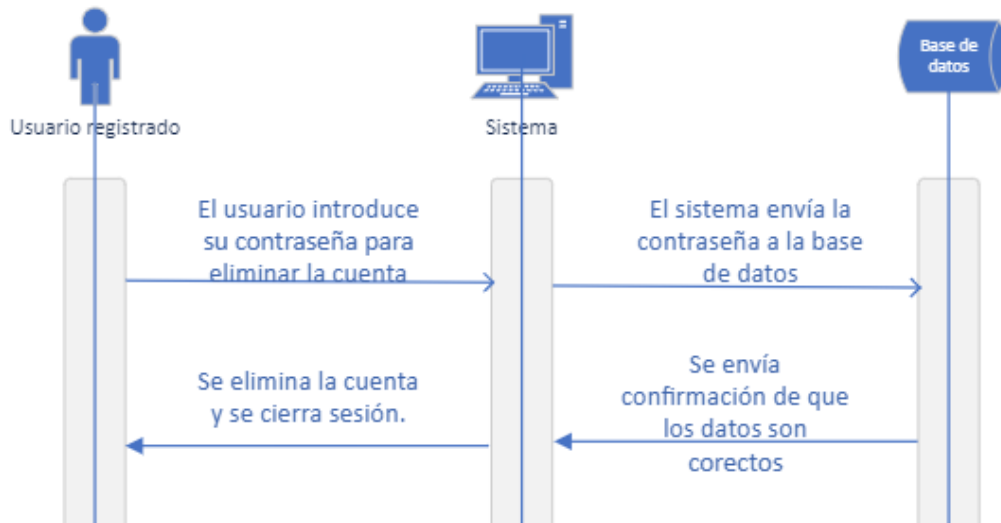 Base de
datos
Usuario registrado
Sistema
El usuario introduce
su contraseña para
eliminar la cuenta
El sistema envía la
contraseña a la base
de datos
Se elimina la cuenta
y se cierra sesión.
Se envía
confirmación de que
los datos son
corectos